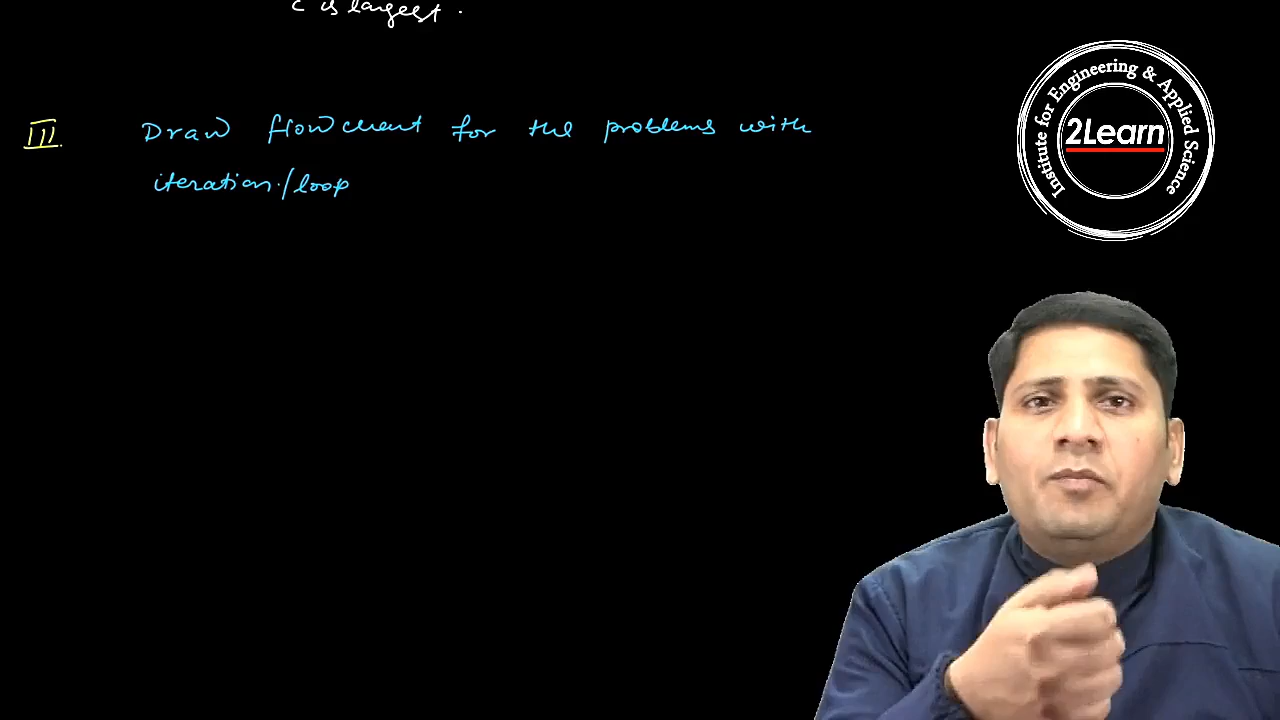 c is largest.
III. Draw flowchart for the problems with
iteration/loop
Institute for Engineering & Applied Science
2Learn